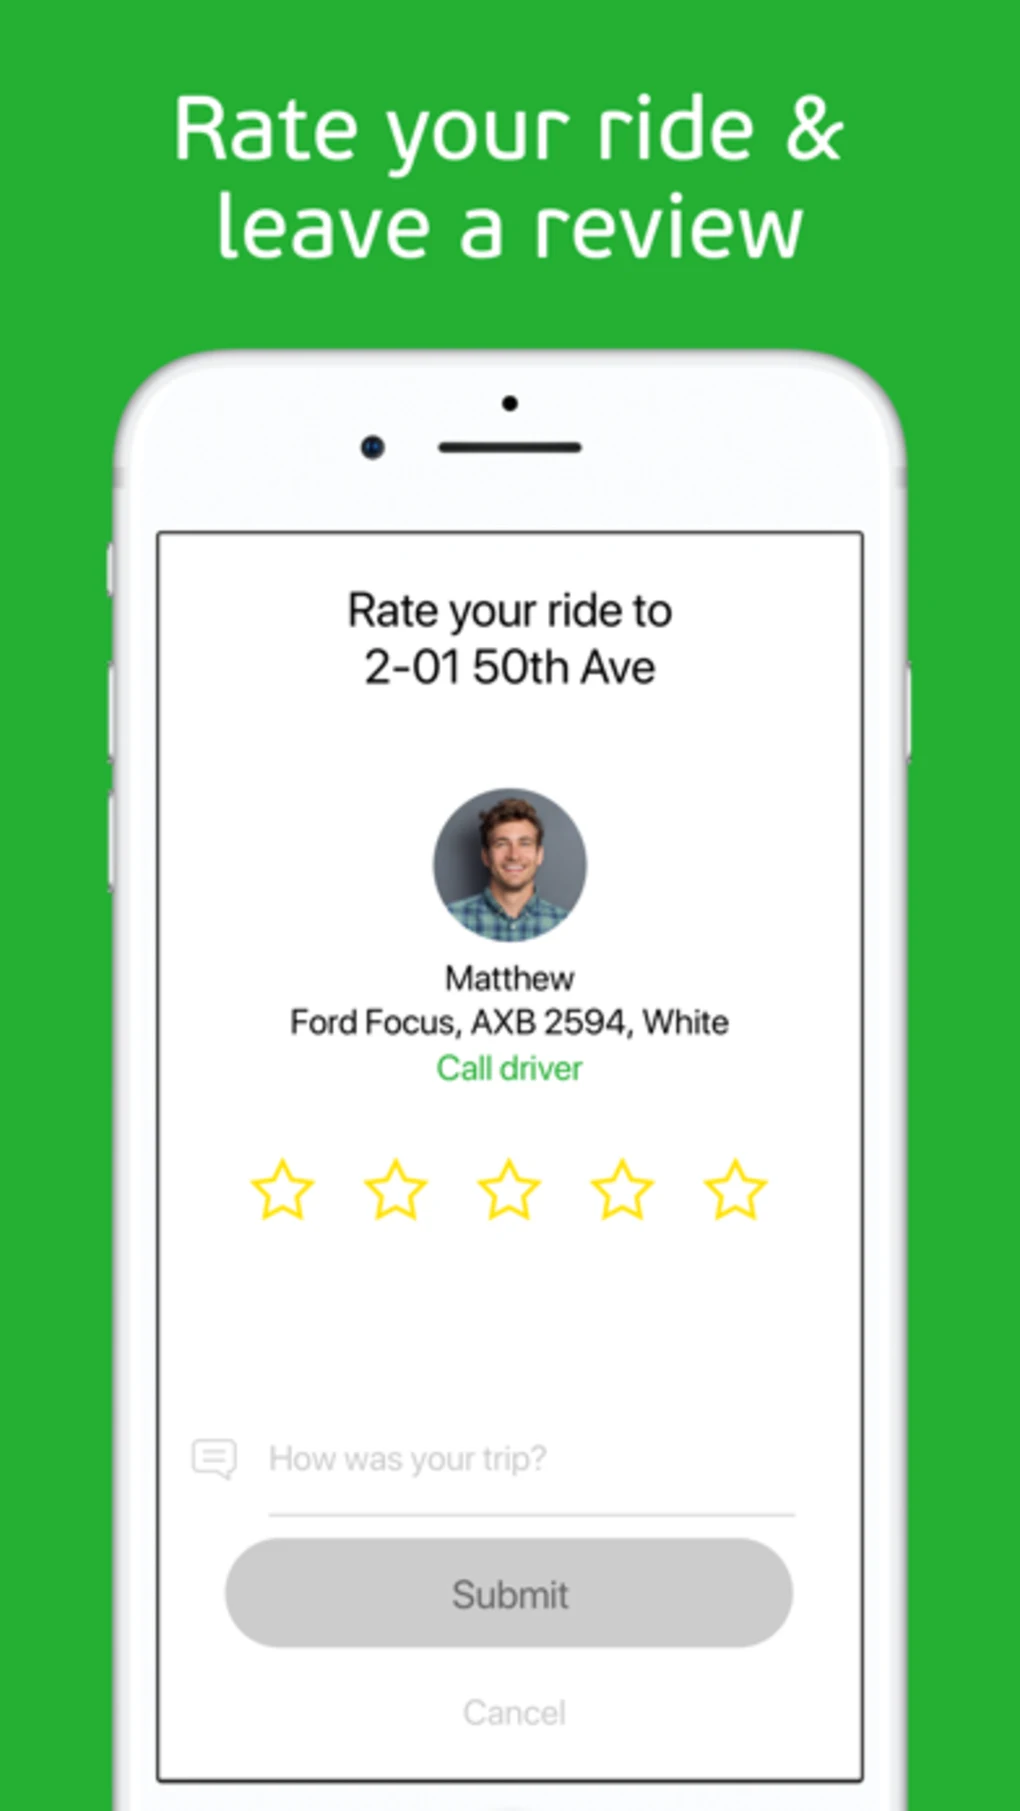 Rate your ride &
leave a review
Rate your ride to
2-01 50th Ave
Matthew
Ford Focus, AXB 2594, White
Call driver
How was your trip?
Submit
Cancel